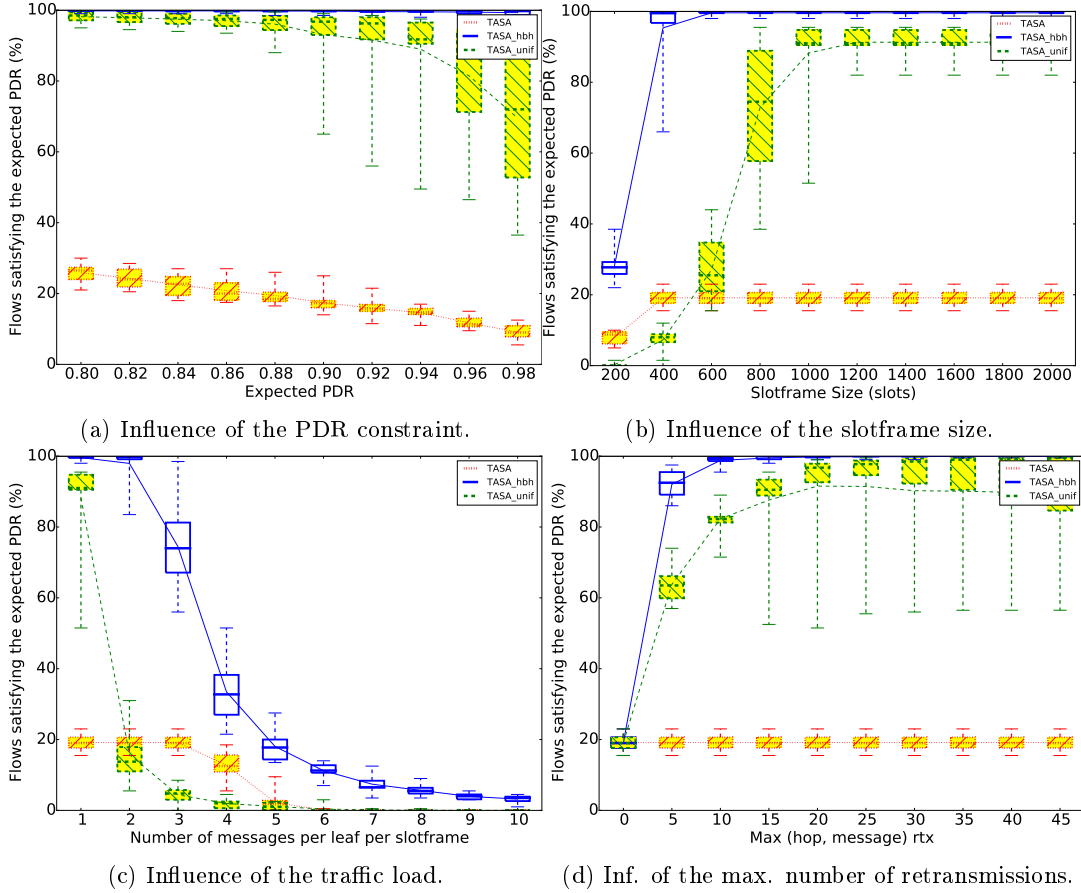 Flows satisfying the expected PDR (%)
100
80
60
40
20
0
TASA
TASA_hbh
TASA_unif
0.80 0.82 0.84 0.86 0.88 0.90 0.92 0.94 0.96 0.98
Expected PDR
(a) Influence of the PDR constraint.
Flows satisfying the expected PDR (%)
100
80
60
40
20
0
TASA
TASA_hbh
TASA_unif
200 400 600 800 1000 1200 1400 1600 1800 2000
Slotframe Size (slots)
(b) Influence of the slotframe size.
Flows satisfying the expected PDR (%)
100
80
60
40
20
0
TASA
TASA_hbh
TASA_unif
1 2 3 4 5 6 7 8 9 10
Number of messages per leaf per slotframe
(c) Influence of the traffic load.
Flows satisfying the expected PDR (%)
100
80
60
40
20
0
TASA
TASA_hbh
TASA_unif
0 5 10 15 20 25 30 35 40 45
Max (hop, message) rtx
(d) Inf. of the max. number of retransmissions.